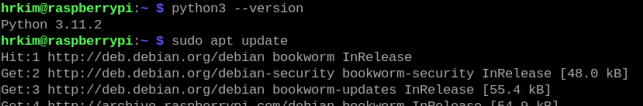 hrkim@raspberrypi:~ $ python3 --version
Python 3.11.2
hrkim@raspberrypi:~ $ sudo apt update
Get:1 http://deb.debian.org/debian bookworm InRelease
Get:2 http://deb.debian.org/debian-security bookworm-security InRelease [48.0 kB]
Get:3 http://deb.debian.org/debian bookworm-updates InRelease [55.4 kB]
Get:4 http://archive.raspberrypi.com/debian bookworm InRelease [54.9 kB]